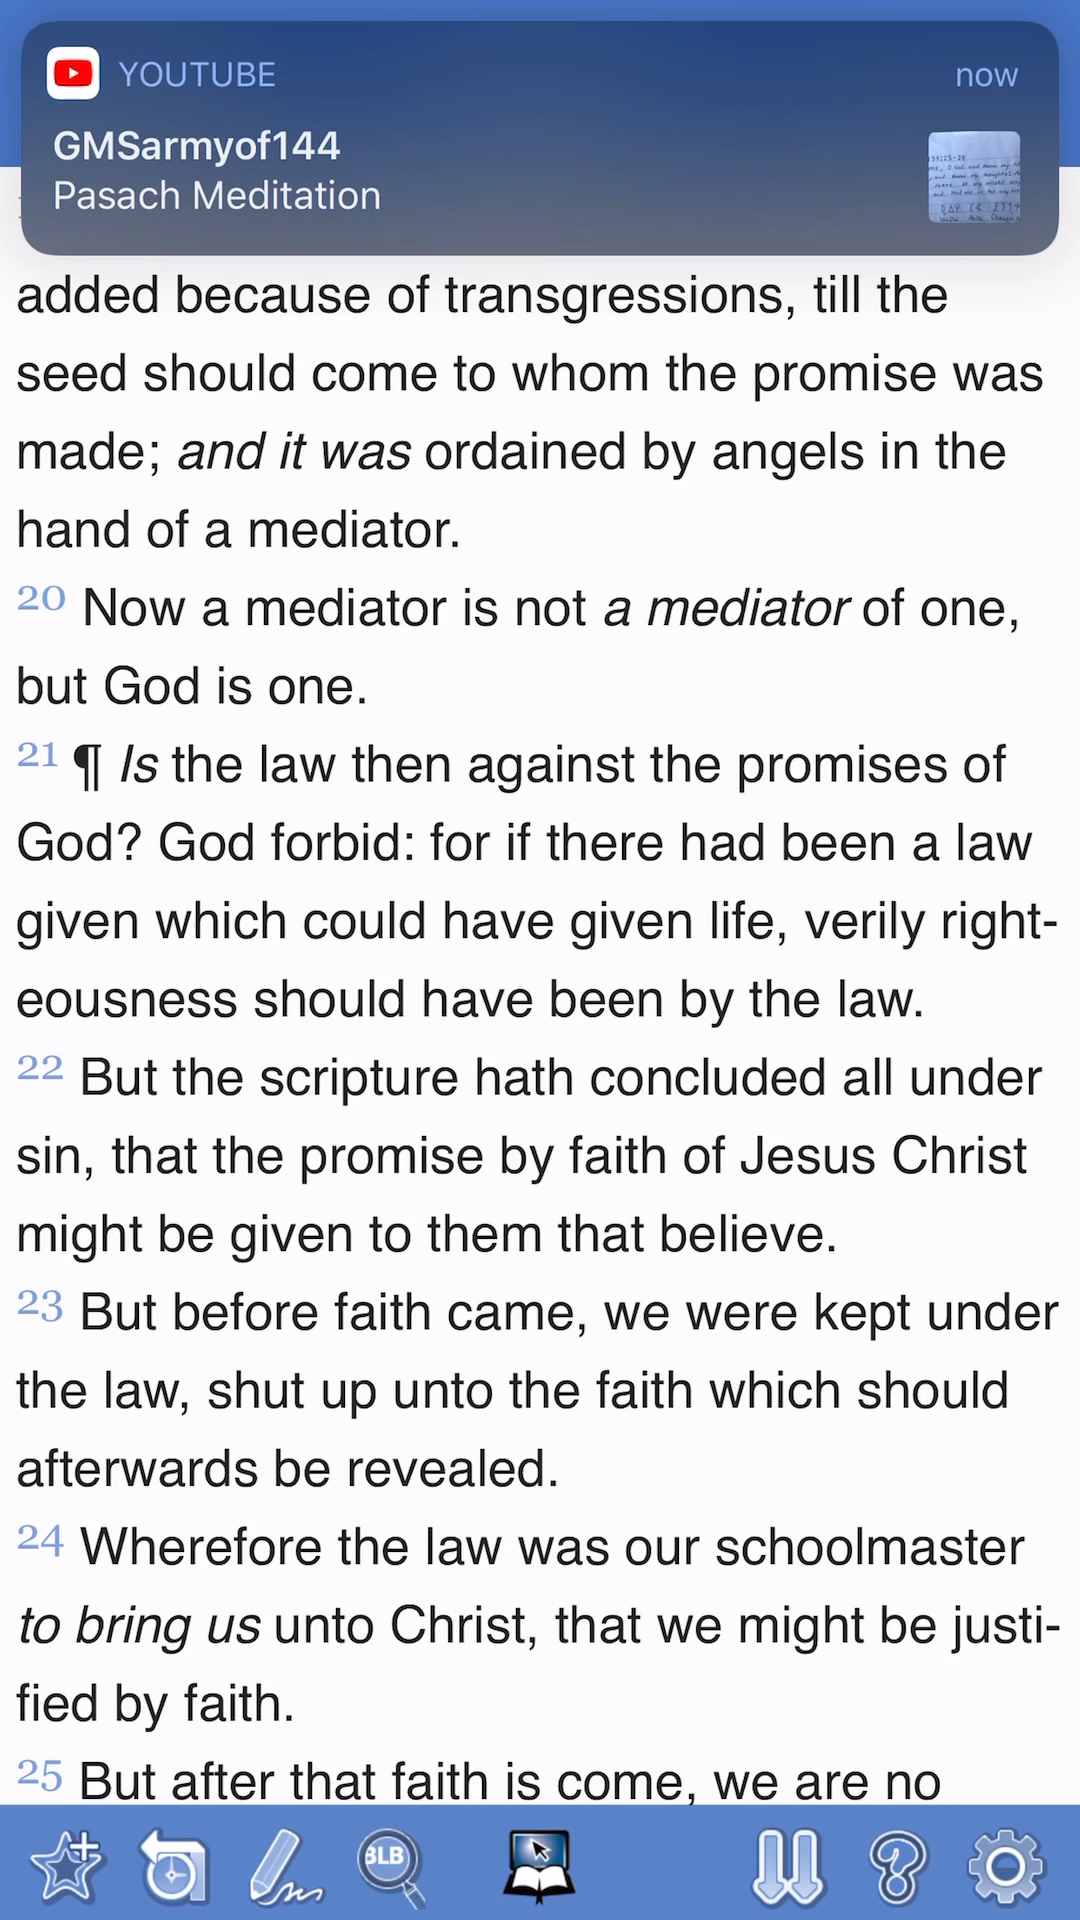 YOUTUBE
now
GMSarmyof144
Pasach Meditation
added because of transgressions, till the
seed should come to whom the promise was
made; and it was ordained by angels in the
hand of a mediator.
20 Now a mediator is not a mediator of one,
but God is one.
21 ¶ Is the law then against the promises of
God? God forbid: for if there had been a law
given which could have given life, verily right-
eousness should have been by the law.
22 But the scripture hath concluded all under
sin, that the promise by faith of Jesus Christ
might be given to them that believe.
23 But before faith came, we were kept under
the law, shut up unto the faith which should
afterwards be revealed.
24 Wherefore the law was our schoolmaster
to bring us unto Christ, that we might be justi-
fied by faith.
25 But after that faith is come, we are no
BLB